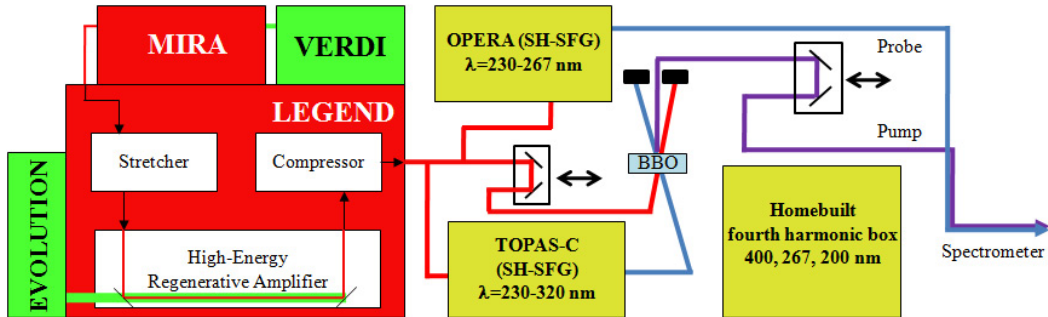 MIRA
VERDI
LEGEND
Stretcher
Compressor
EVOLUTION
High-Energy
Regenerative Amplifier
OPERA (SH-SFG)
λ=230-267 nm
TOPAS-C
(SH-SFG)
λ=230-320 nm
BBO
Probe
Pump
Homebuilt
fourth harmonic box
400, 267, 200 nm
Spectrometer